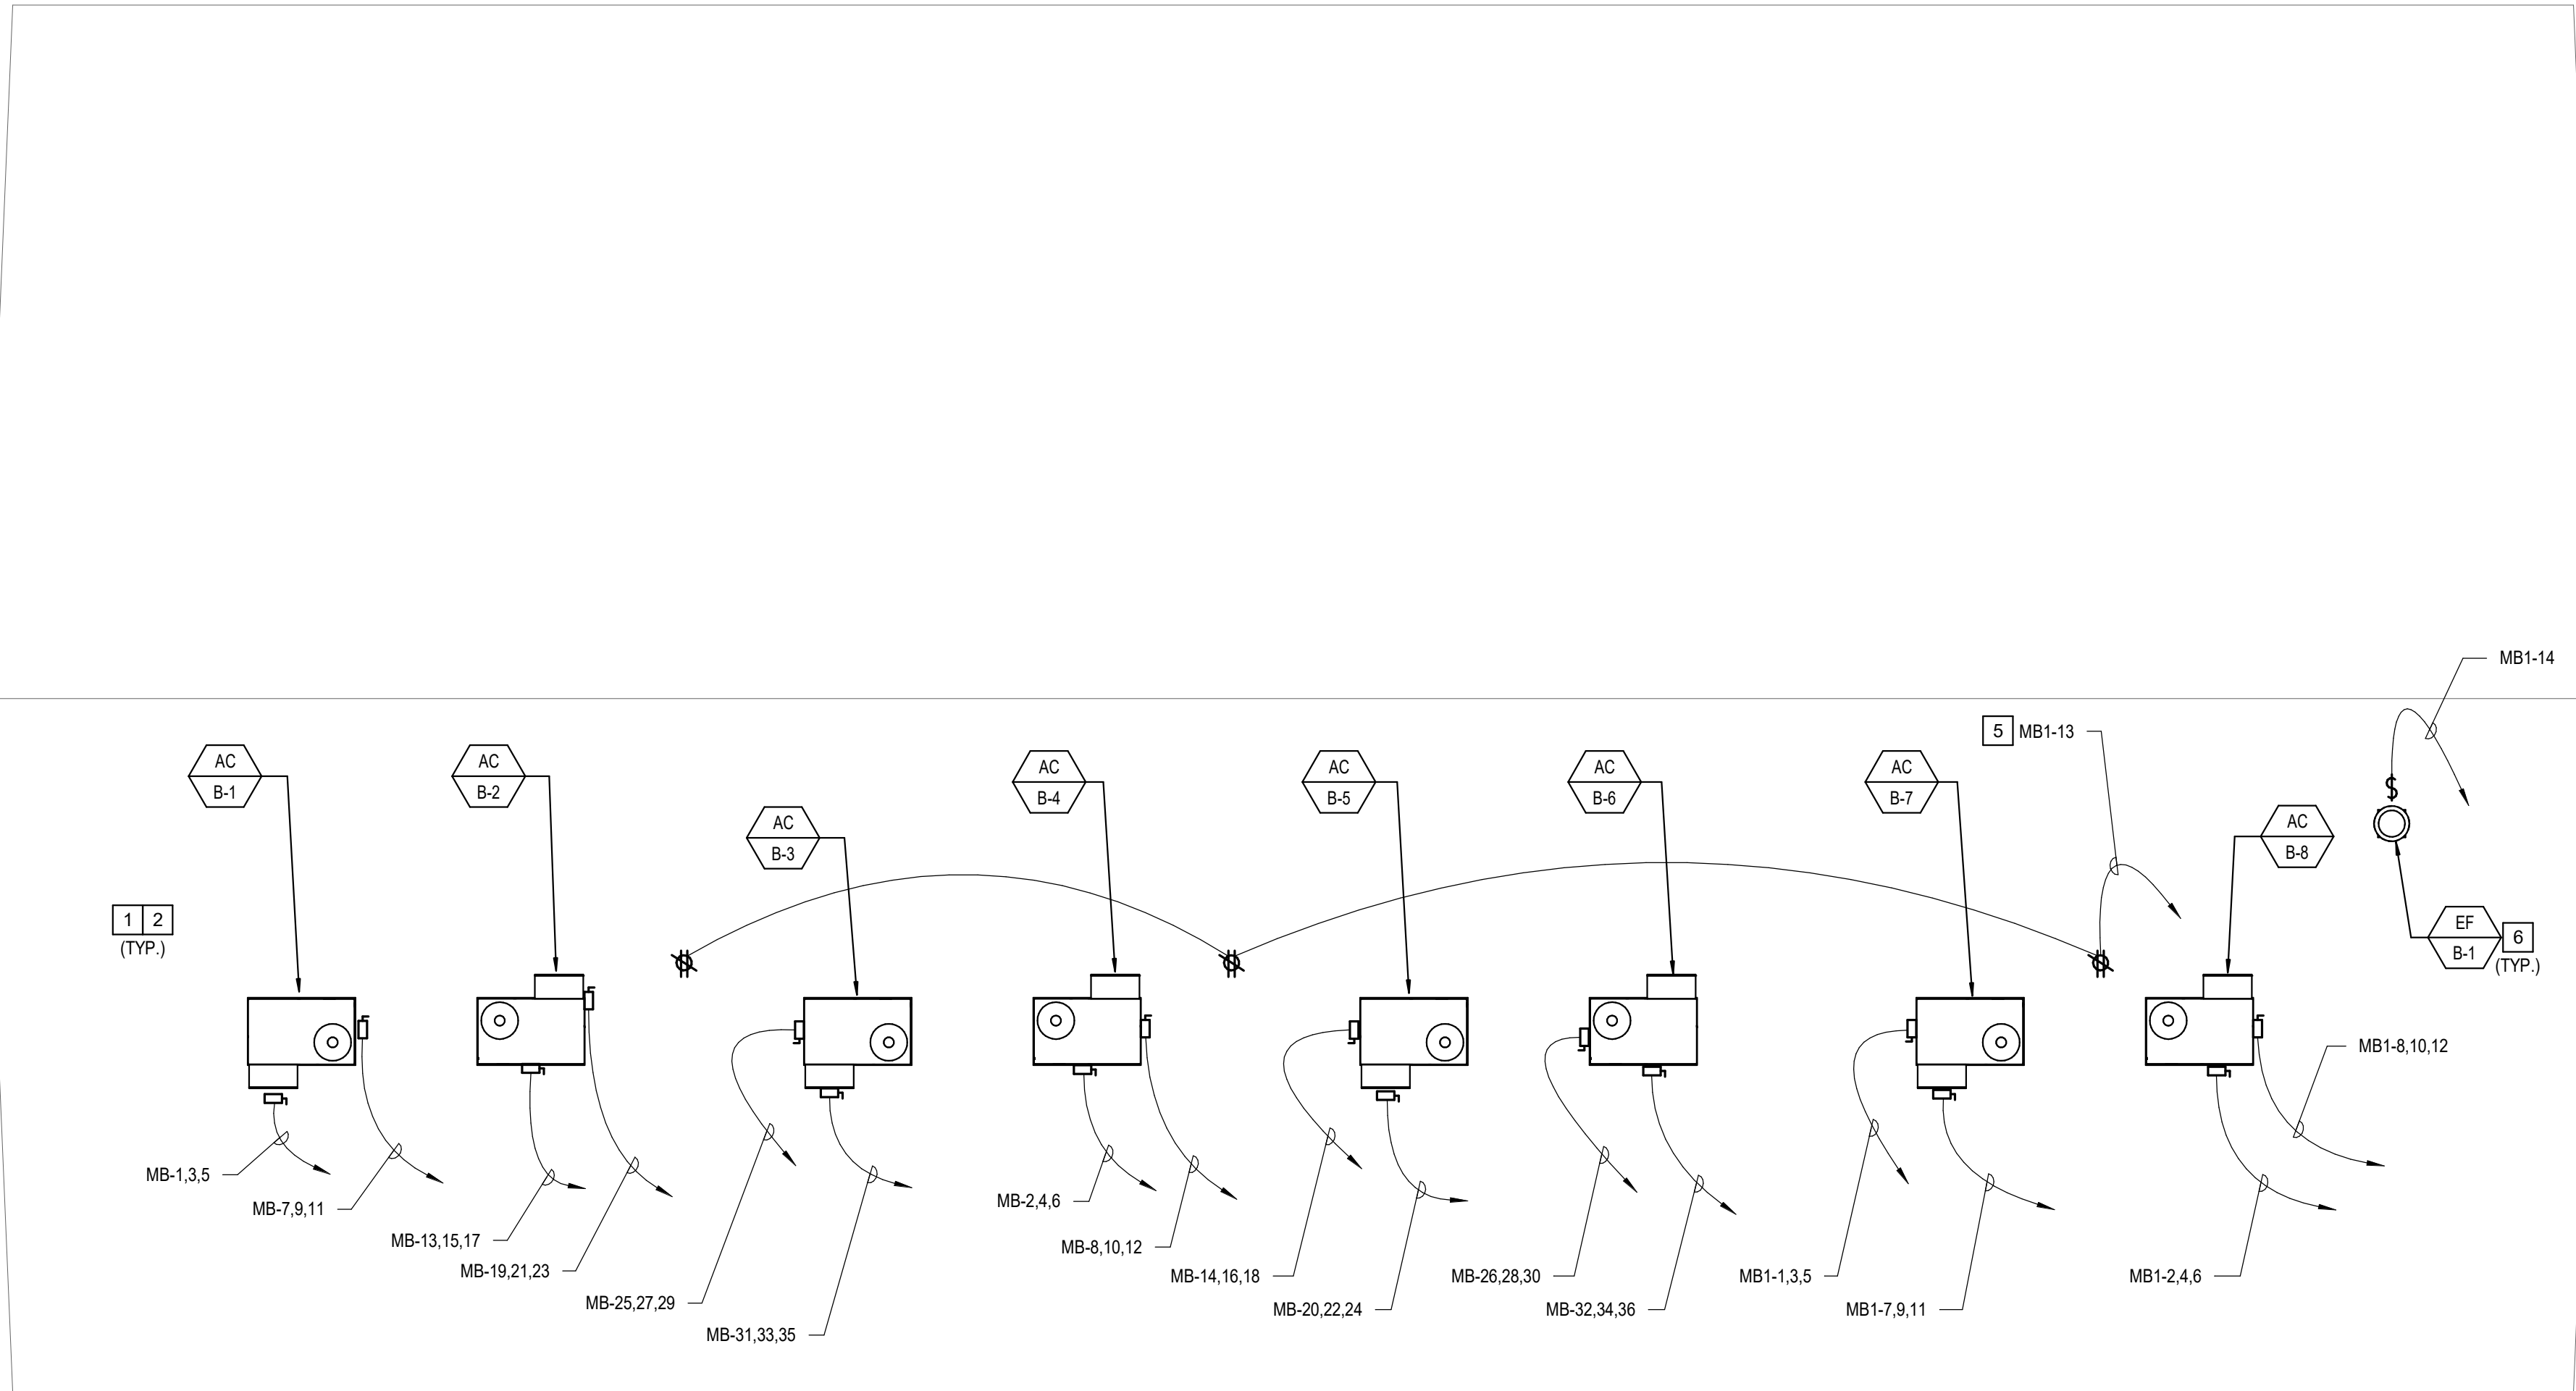 MB1-14
5 MB1-13
AC
B-1
AC
B-2
AC
B-3
AC
B-4
AC
B-5
AC
B-6
AC
B-7
AC
B-8
$
EF
B-1
6
(TYP.)
1 2
(TYP.)
MB1-8,10,12
MB-1,3,5
MB-7,9,11
MB-13,15,17
MB-19,21,23
MB-25,27,29
MB-31,33,35
MB-2,4,6
MB-8,10,12
MB-14,16,18
MB-20,22,24
MB-26,28,30
MB-32,34,36
MB1-1,3,5
MB1-7,9,11
MB1-2,4,6